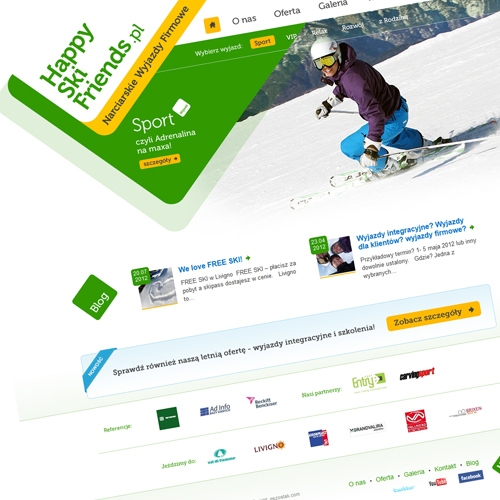 Happy
Ski
Friends.pl
Narciarskie Wyjazdy Firmowe
O nas
Oferta
Galeria
Wybierz wyjazd:
Sport
VIP
Relax
Rozwój
z Rodziną
Sport
czyli Adrenalina
na maxa!
szczegóły
Blog
20.07
2012
We love FREE SKI!
FREE SKI w Livigno FREE SKI – płacisz za
pobyt a skipass dostajesz w cenie. Livigno
to...
23.04
2012
Wyjazdy integracyjne? Wyjazdy
dla klientów? wyjazdy firmowe?
Przykładowy termin? 1- 5 maja 2012 lub inny
dowolnie ustalony. Gdzie? Jedna z
wybranych...
NOWOŚĆ
Sprawdź również naszą letnią ofertę - wyjazdy integracyjne i szkolenia!
Zobacz szczegóły
Referencje:
Ad Info
Reckitt
Benckiser
Nasi partnerzy:
Entry
carvingsport
Jeździmy do:
LIVIGNO
GRANDVALIRA
BRIXEN
O nas
Oferta
Galeria
Kontakt
Blog
YouTube
facebook